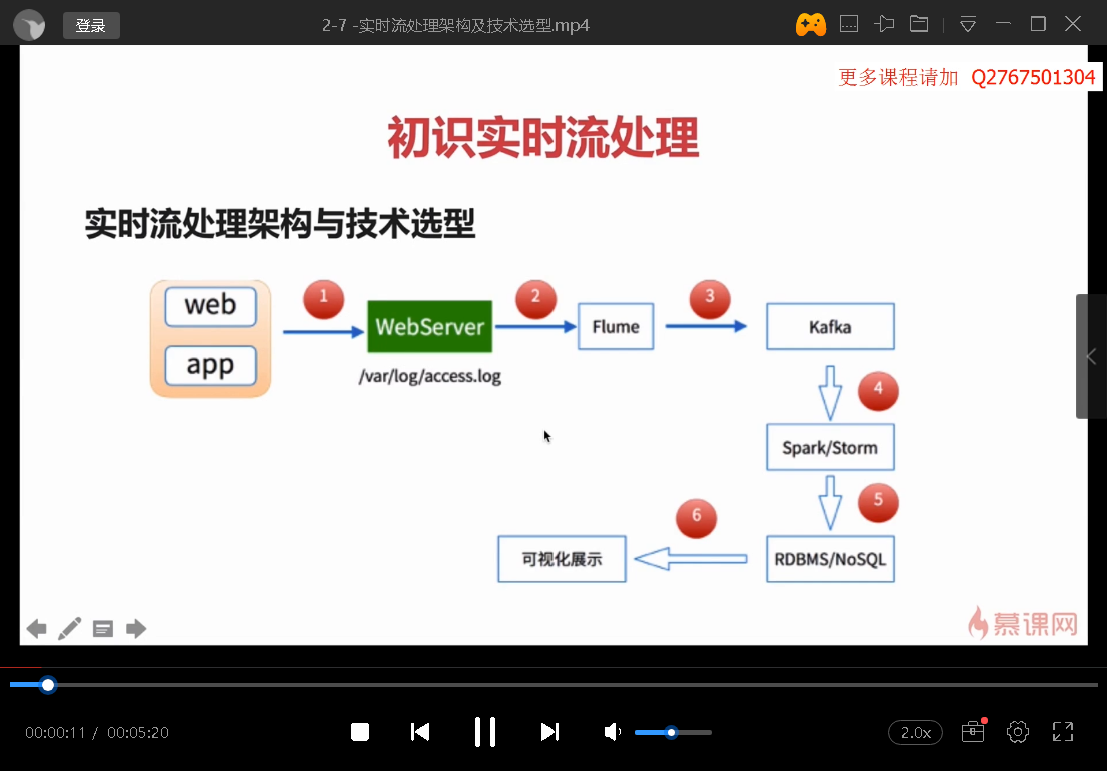 登录
2-7 -实时流处理架构及技术选型.mp4
更多课程请加 Q2767501304
初识实时流处理
实时流处理架构与技术选型
web
app
1
WebServer
/var/log/access.log
2
Flume
3
Kafka
4
Spark/Storm
5
RDBMS/NoSQL
6
可视化展示
慕课网
00:00:11 / 00:05:20
2.0x